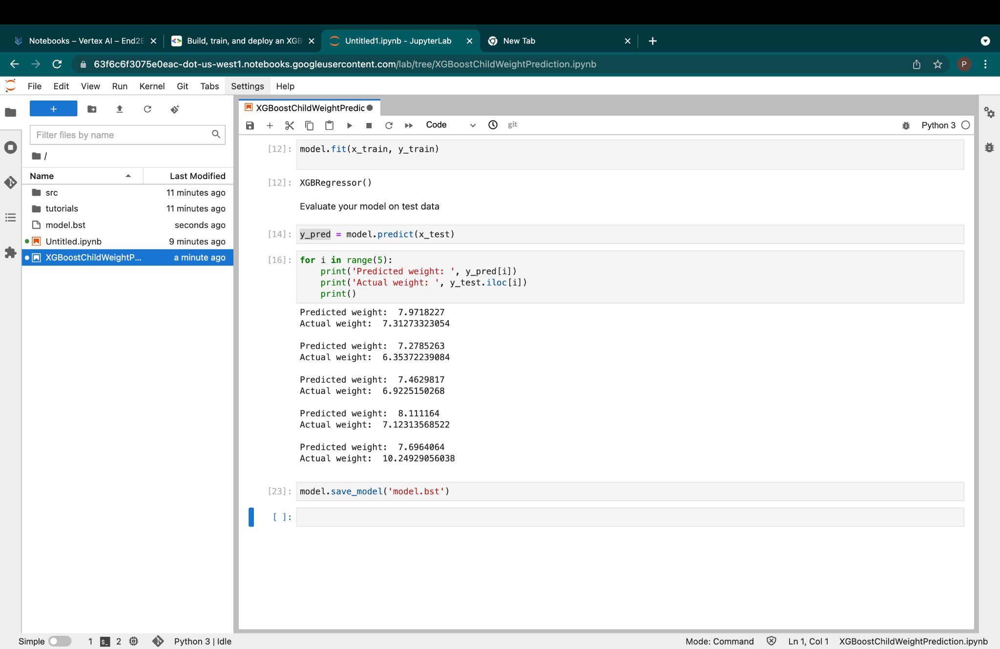 Notebooks – Vertex AI – End2E
Build, train, and deploy an XGB
Untitled1.ipynb - JupyterLab
New Tab
63f6c6f3075e0eac-dot-us-west1.notebooks.googleusercontent.com/lab/tree/XGBoostChildWeightPrediction.ipynb
P
File Edit View Run Kernel Git Tabs Settings Help
XGBoostChildWeightPredic
Filter files by name
Code
git
Python 3
/
Name Last Modified
src 11 minutes ago
tutorials 11 minutes ago
model.bst seconds ago
Untitled.ipynb 9 minutes ago
XGBoostChildWeightP... a minute ago
[12]: model.fit(x_train, y_train)
[12]: XGBRegressor()
Evaluate your model on test data
[14]: y_pred = model.predict(x_test)
[16]: for i in range(5):
print('Predicted weight: ', y_pred[i])
print('Actual weight: ', y_test.iloc[i])
print()
Predicted weight:  7.9718227
Actual weight:  7.31273323054
Predicted weight:  7.2785263
Actual weight:  6.35372239084
Predicted weight:  7.4629817
Actual weight:  6.9225150268
Predicted weight:  8.111164
Actual weight:  7.12313568522
Predicted weight:  7.6964064
Actual weight:  10.24929056038
[23]: model.save_model('model.bst')
[ ]:
Simple 1 $_ 2 Python 3 | Idle Mode: Command Ln 1, Col 1 XGBoostChildWeightPrediction.ipynb